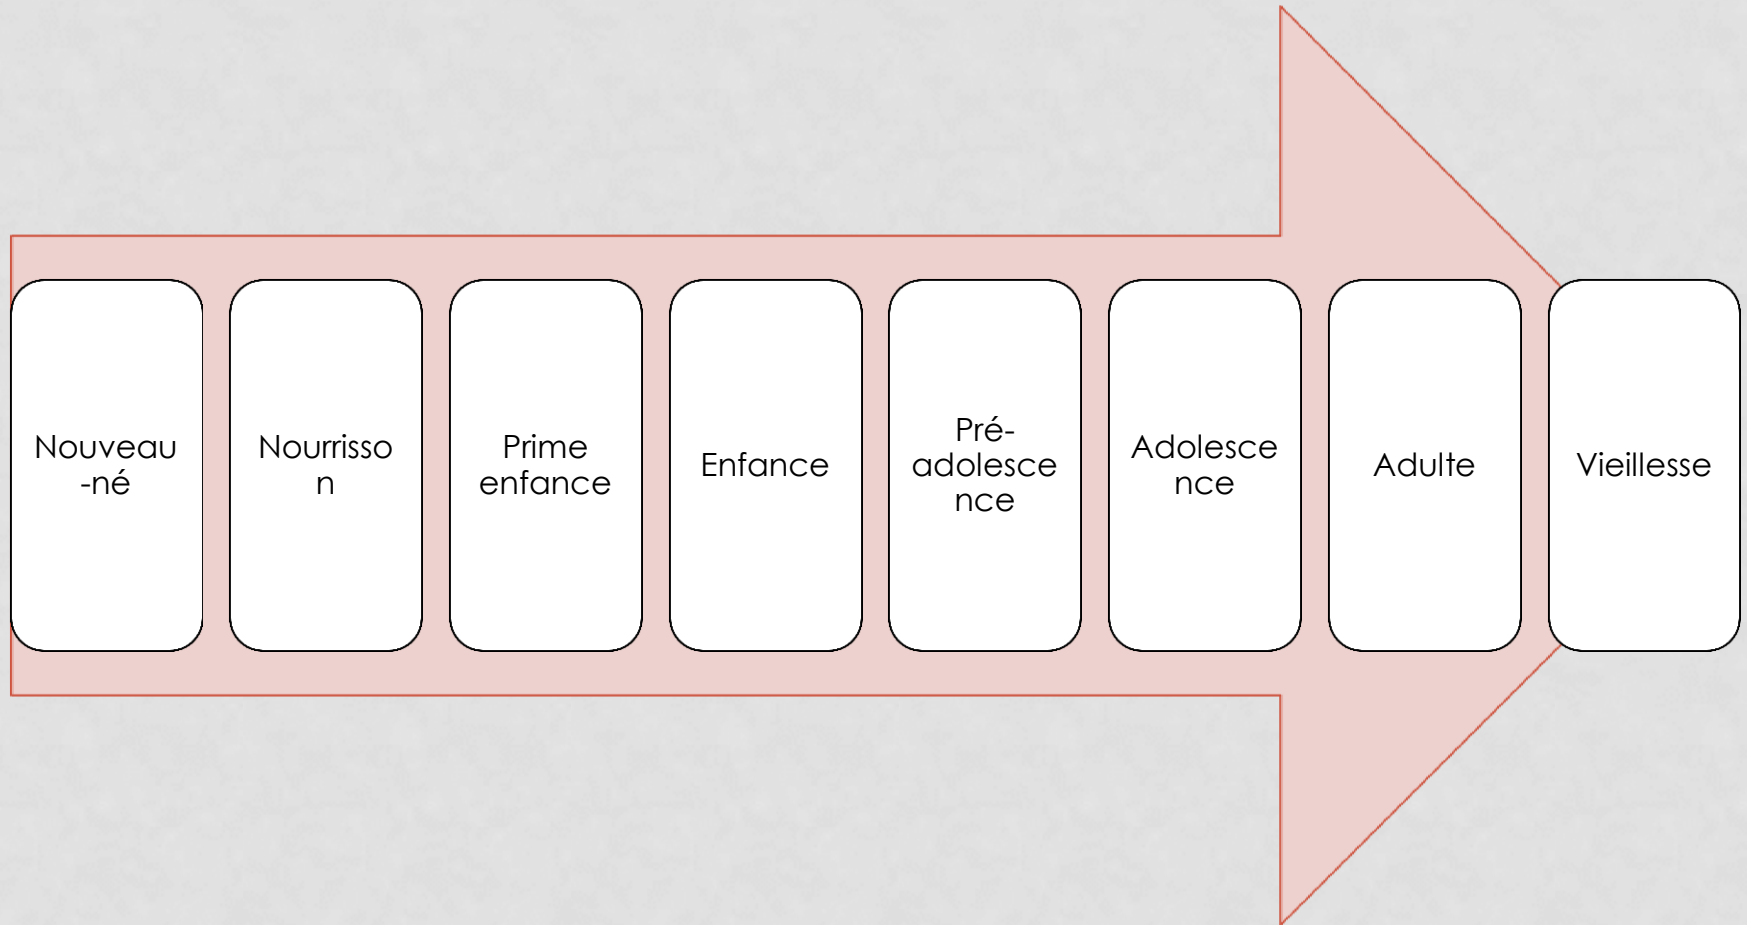 Nouveau
-né
Nourrisso
n
Prime
enfance
Enfance
Pré-
adolesce
nce
Adolesce
nce
Adulte
Vieillesse